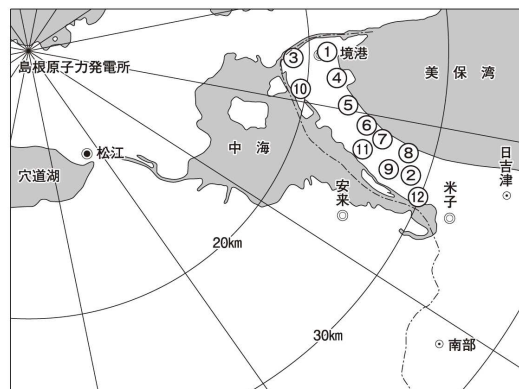 島根原子力発電所
③
①
境港
④
⑩
美保湾
⑤
⑥
⑦
⑪
⑧
中海
松江
⑨
②
日吉津
宍道湖
安来
米子
⑫
20km
30km
南部